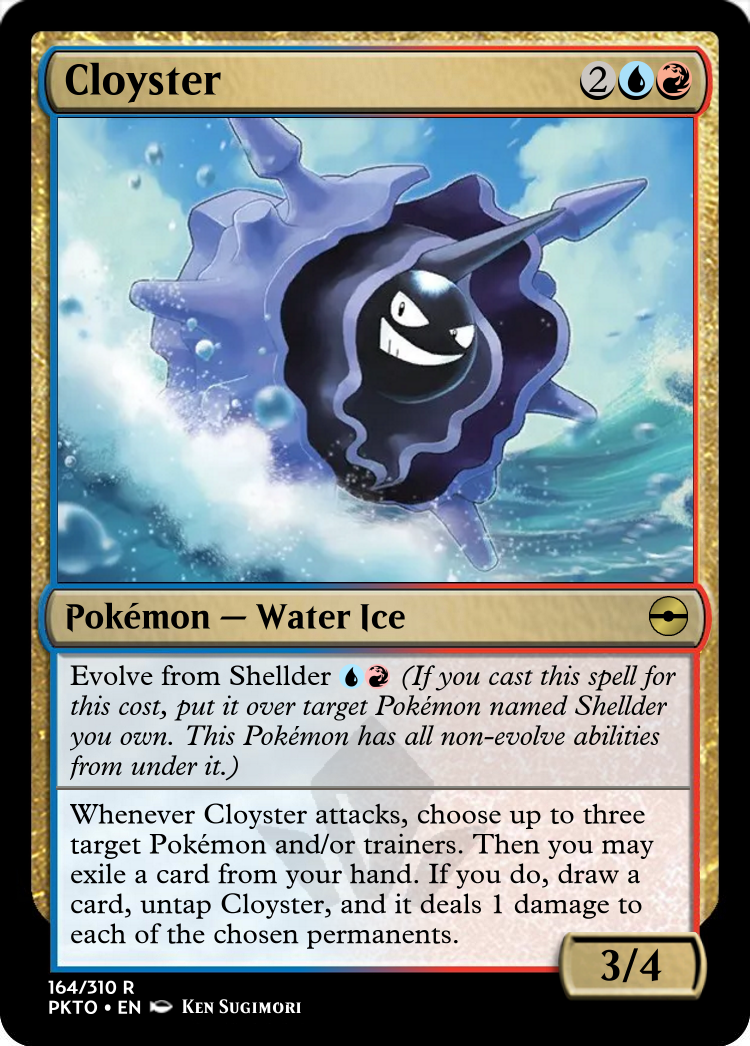 Cloyster 2
Pokémon — Water Ice
Evolve from Shellder (If you cast this spell for
this cost, put it over target Pokémon named Shellder
you own. This Pokémon has all non-evolve abilities
from under it.)
Whenever Cloyster attacks, choose up to three
target Pokémon and/or trainers. Then you may
exile a card from your hand. If you do, draw a
card, untap Cloyster, and it deals 1 damage to
each of the chosen permanents.
3/4
164/310 R
PKTO • EN Ken Sugimori